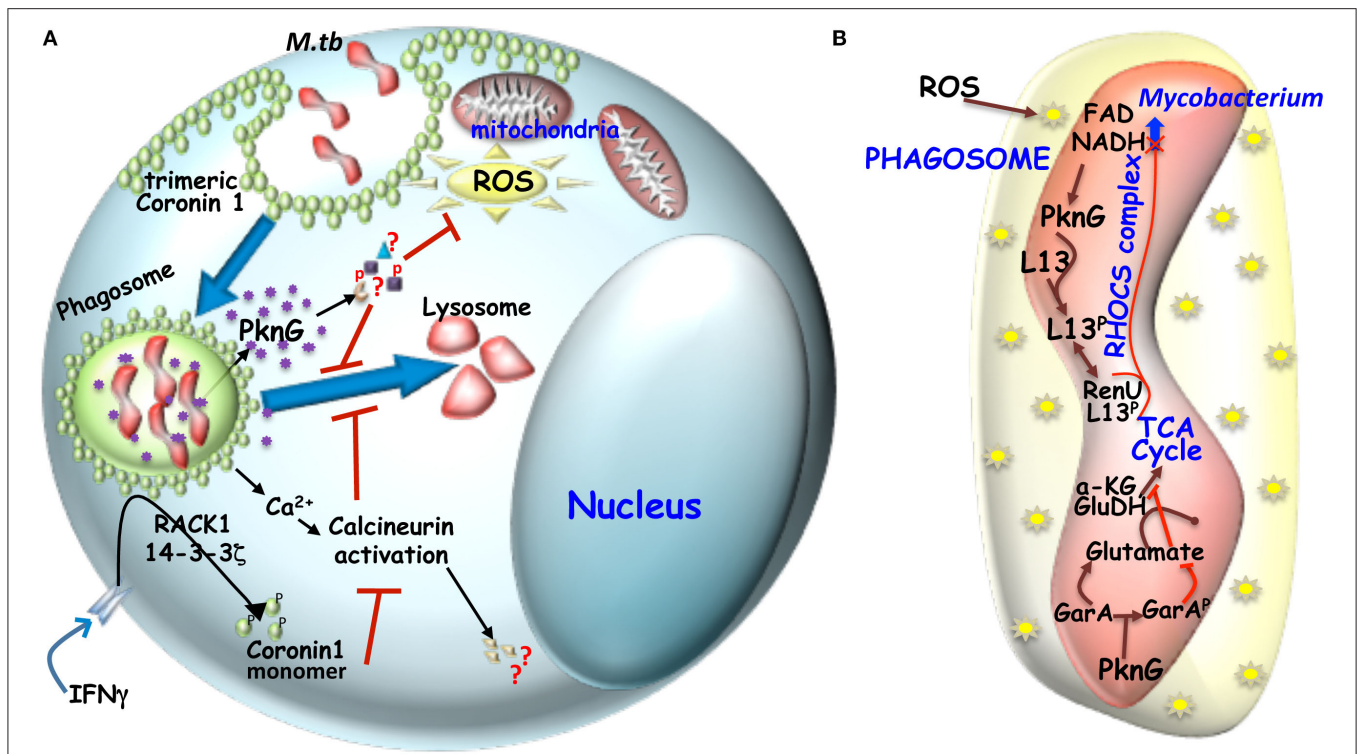 A
M.tb
mitochondria
ROS
trimeric
Coronin 1
Phagosome
PknG
?
p
p
?
Lysosome
Nucleus
Ca²⁺
Calcineurin
activation
RACK1
14-3-3ζ
P
P
P
Coronin1
monomer
?
?
IFNγ
B
ROS
PHAGOSOME
Mycobacterium
FAD
NADH
RHOCS complex
PknG
L13
L13ᴾ
RenU
L13ᴾ
TCA
Cycle
α-KG
GluDH
Glutamate
GarA
GarAᴾ
PknG